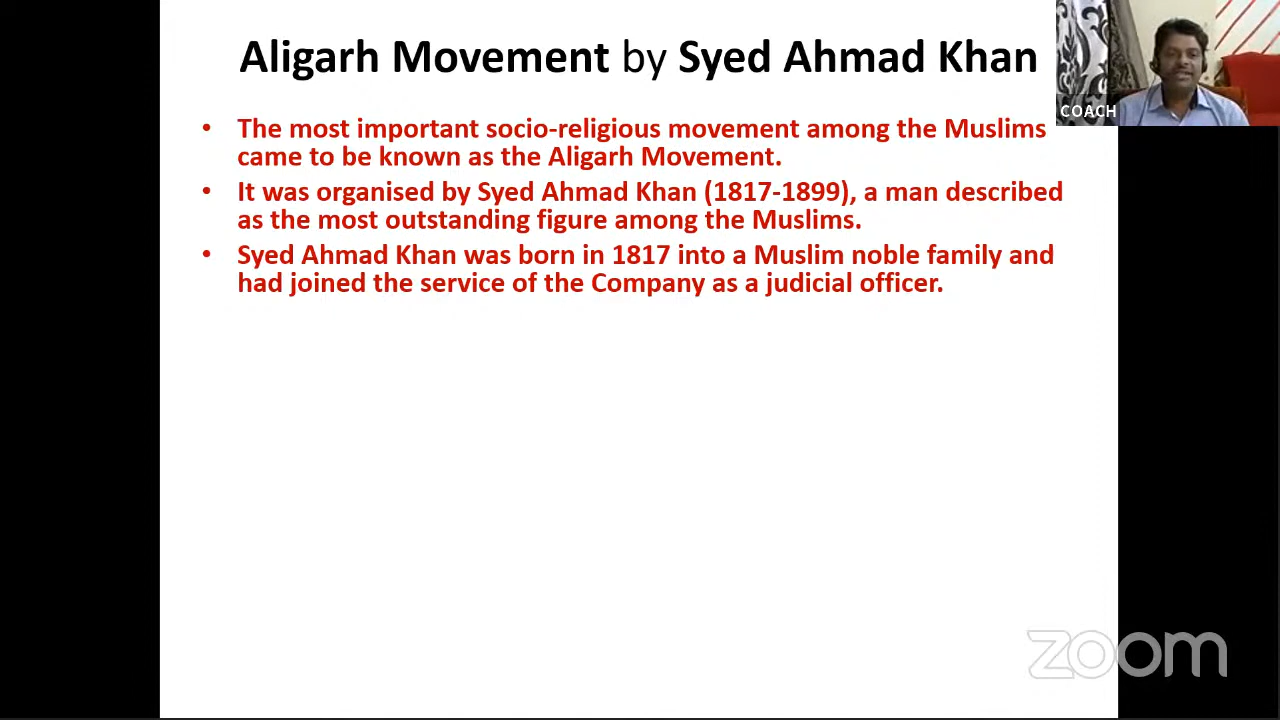 Aligarh Movement by Syed Ahmad Khan
COACH
• The most important socio-religious movement among the Muslims
came to be known as the Aligarh Movement.
• It was organised by Syed Ahmad Khan (1817-1899), a man described
as the most outstanding figure among the Muslims.
• Syed Ahmad Khan was born in 1817 into a Muslim noble family and
had joined the service of the Company as a judicial officer.
zoom